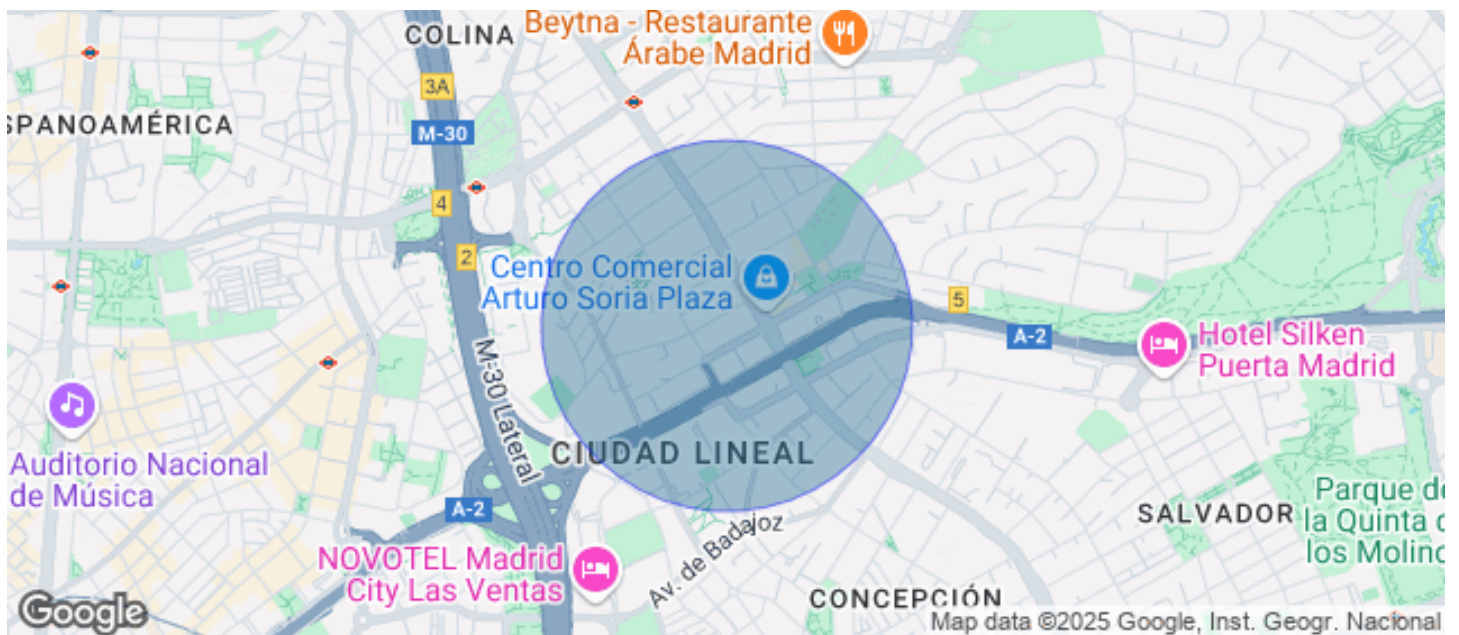 COLINA
Beytna - Restaurante
Árabe Madrid
3A
SPANOAMÉRICA
M-30
4
2
Centro Comercial
Arturo Soria Plaza
5
A-2
Hotel Silken
Puerta Madrid
M-30 Lateral
Auditorio Nacional
de Música
CIUDAD LINEAL
A-2
SALVADOR
Parque de
la Quinta d
los Molino
NOVOTEL Madrid
City Las Ventas
Av. de Badajoz
CONCEPCIÓN
Google
Map data ©2025 Google, Inst. Geogr. Nacional